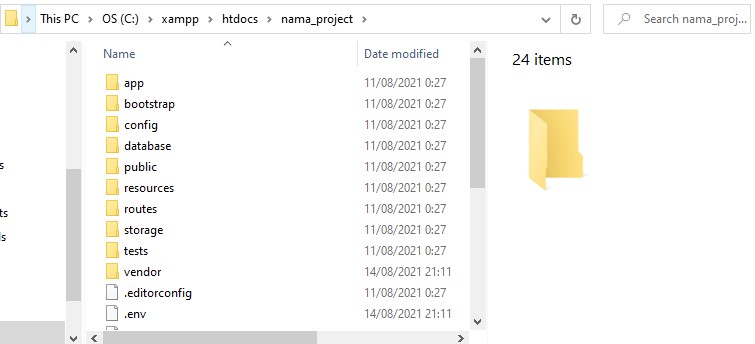 This PC > OS (C:) > xampp > htdocs > nama_project >
Search nama_proj...
Name Date modified
24 items
app 11/08/2021 0:27
bootstrap 11/08/2021 0:27
config 11/08/2021 0:27
database 11/08/2021 0:27
public 11/08/2021 0:27
resources 11/08/2021 0:27
routes 11/08/2021 0:27
storage 11/08/2021 0:27
tests 11/08/2021 0:27
vendor 14/08/2021 21:11
.editorconfig 11/08/2021 0:27
.env 14/08/2021 21:11
s
ts
ls